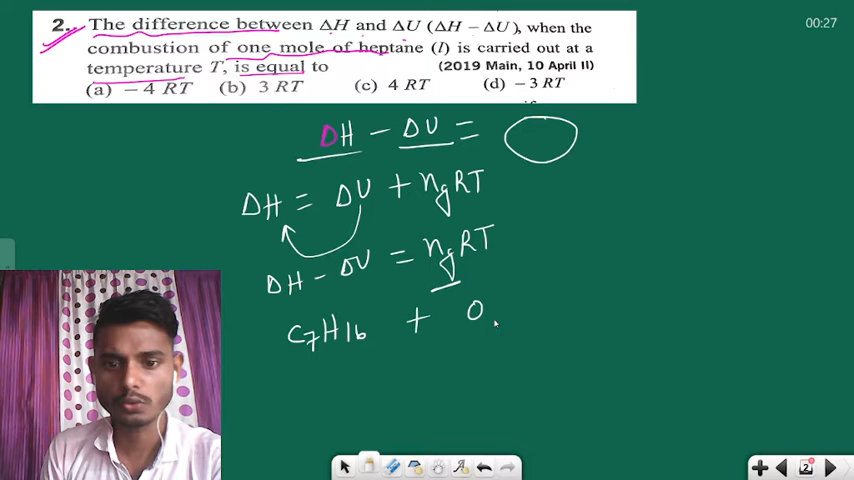 00:27
2. The difference between ΔH and ΔU (ΔH − ΔU), when the
combustion of one mole of heptane (l) is carried out at a
temperature T, is equal to (2019 Main, 10 April II)
(a) − 4 RT (b) 3 RT (c) 4 RT (d) − 3 RT
ΔH − ΔU =
ΔH = ΔU + ngRT
ΔH − ΔU = ngRT
C7H16 + O
2